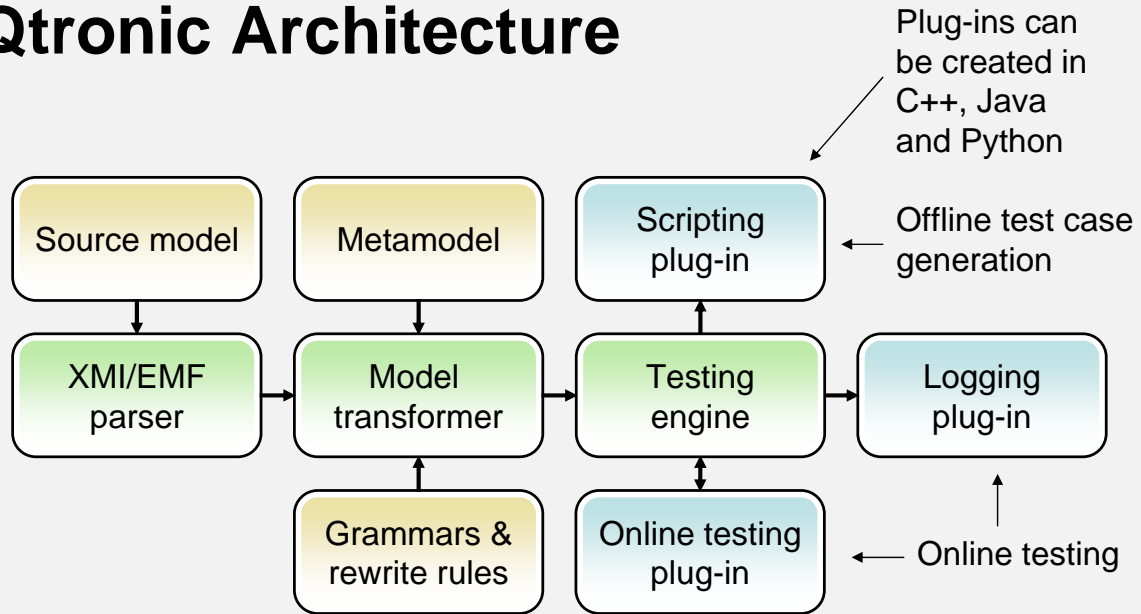 Qtronic Architecture
Plug-ins can
be created in
C++, Java
and Python
Source model
Metamodel
Scripting
plug-in
Offline test case
generation
XMI/EMF
parser
Model
transformer
Testing
engine
Logging
plug-in
Grammars &
rewrite rules
Online testing
plug-in
Online testing